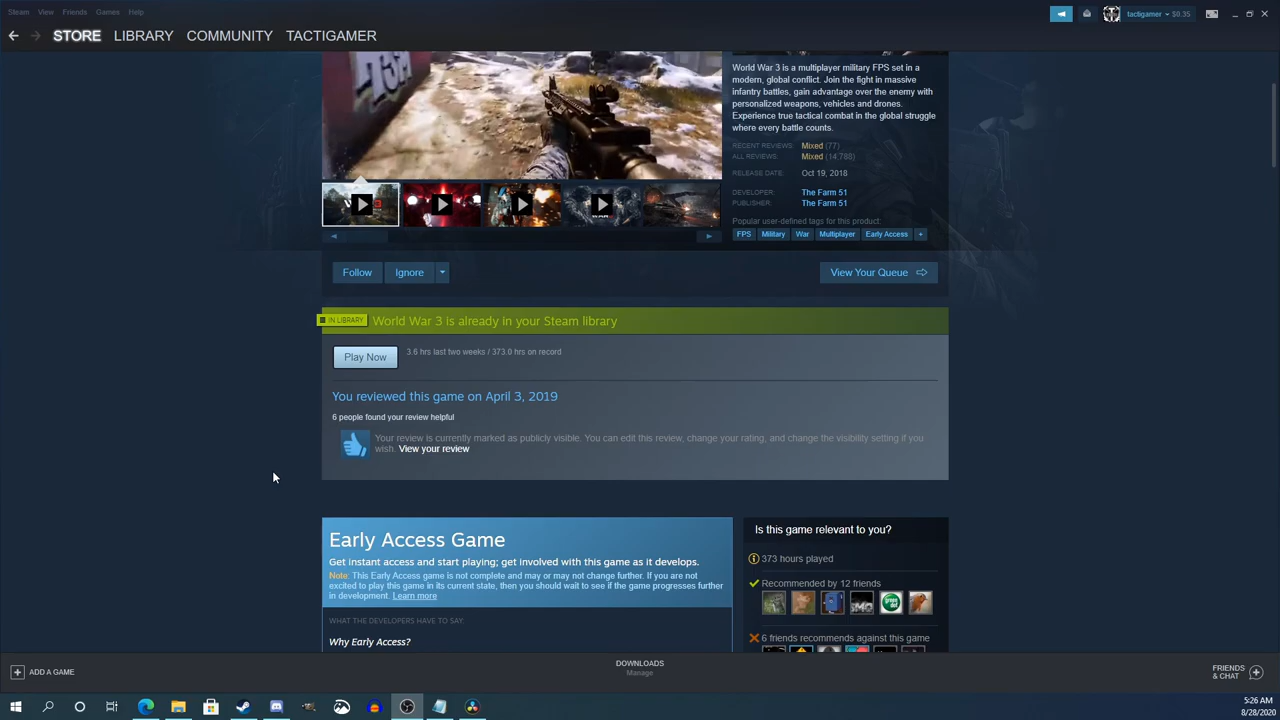 Steam View Friends Games Help
tactigamer $0.35
STORE LIBRARY COMMUNITY TACTIGAMER
World War 3 is a multiplayer military FPS set in a
modern, global conflict. Join the fight in massive
infantry battles, gain advantage over the enemy with
personalized weapons, vehicles and drones.
Experience true tactical combat in the global struggle
where every battle counts.
RECENT REVIEWS: Mixed (77)
ALL REVIEWS: Mixed (14,788)
RELEASE DATE: Oct 19, 2018
DEVELOPER: The Farm 51
PUBLISHER: The Farm 51
Popular user-defined tags for this product:
FPS Military War Multiplayer Early Access +
Follow Ignore
View Your Queue
IN LIBRARY World War 3 is already in your Steam library
Play Now 3.6 hrs last two weeks / 373.0 hrs on record
You reviewed this game on April 3, 2019
6 people found your review helpful
Your review is currently marked as publicly visible. You can edit this review, change your rating, and change the visibility setting if you
wish. View your review
Early Access Game
Get instant access and start playing; get involved with this game as it develops.
Note: This Early Access game is not complete and may or may not change further. If you are not
excited to play this game in its current state, then you should wait to see if the game progresses further
in development. Learn more
WHAT THE DEVELOPERS HAVE TO SAY:
Why Early Access?
Is this game relevant to you?
373 hours played
Recommended by 12 friends
green dot
6 friends recommends against this game
ADD A GAME
DOWNLOADS
Manage
FRIENDS
& CHAT
5:26 AM
8/28/2020